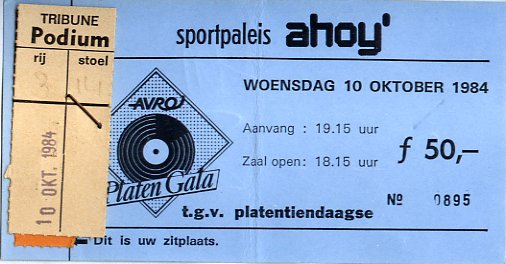 TRIBUNE
Podium
rij stoel
10 OKT. 1984
sportpaleis ahoy'
WOENSDAG 10 OKTOBER 1984
AVRO
Platen Gala
Aanvang : 19.15 uur
Zaal open: 18.15 uur
f 50,–
t.g.v. platentiendaagse
Nº 0895
Dit is uw zitplaats.